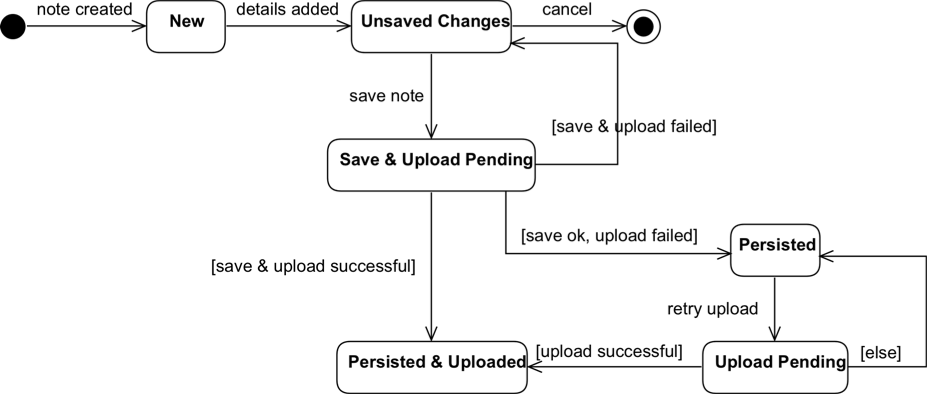 note created
New
details added
Unsaved Changes
cancel
save note
[save & upload failed]
Save & Upload Pending
[save ok, upload failed]
Persisted
[save & upload successful]
retry upload
Persisted & Uploaded
[upload successful]
Upload Pending
[else]